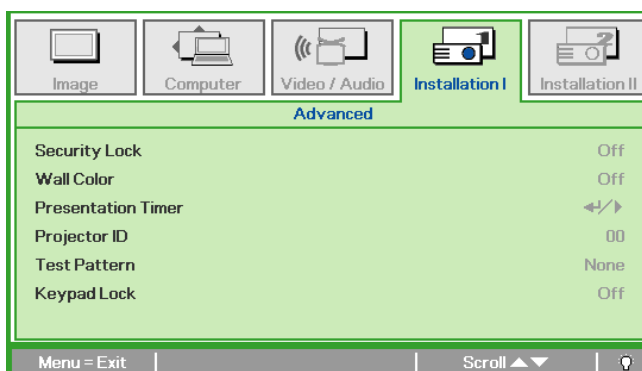 Image
Computer
Video / Audio
Installation I
Installation II
Advanced
Security Lock Off
Wall Color Off
Presentation Timer
Projector ID 00
Test Pattern None
Keypad Lock Off
Menu = Exit Scroll ▲▼